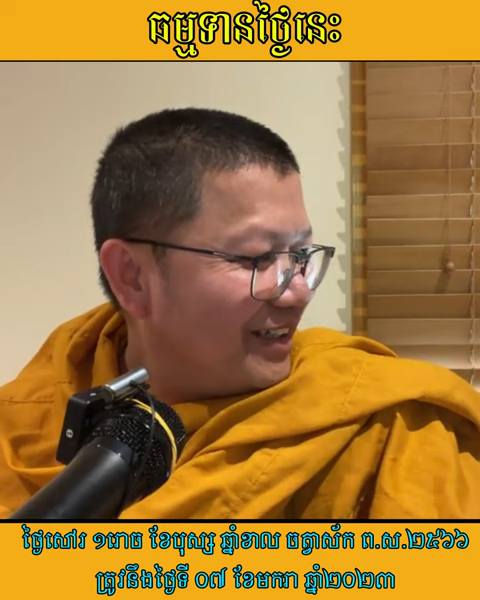 ធម្មទានថ្ងៃនេះ
ថ្ងៃសៅរ ១រោច ខែបុស្ស ឆ្នាំខាល ចត្វាស័ក ព.ស.២៥៦៦
ត្រូវនឹងថ្ងៃទី ០៧ ខែមករា ឆ្នាំ២០២៣